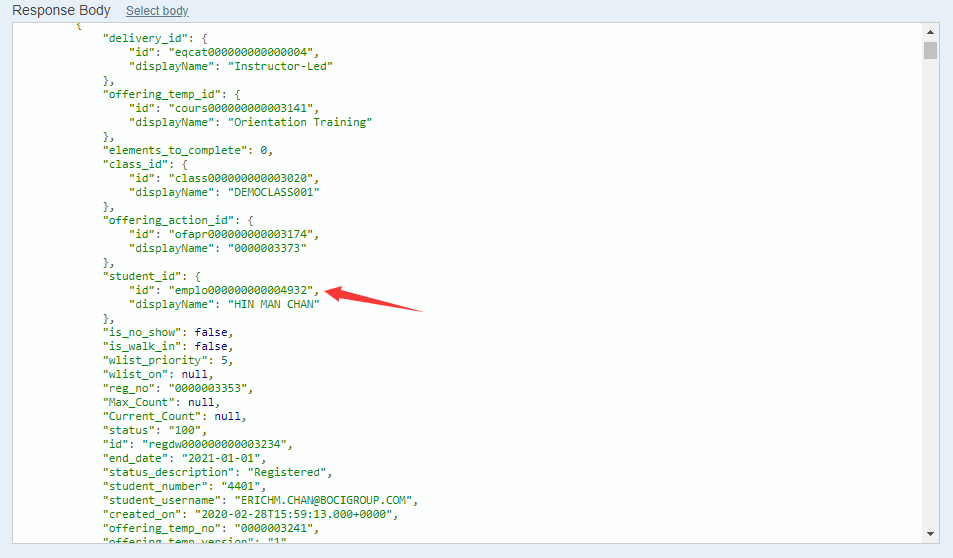 Response Body Select body
{
"delivery_id": {
"id": "eqcat000000000000004",
"displayName": "Instructor-Led"
},
"offering_temp_id": {
"id": "cours000000000003141",
"displayName": "Orientation Training"
},
"elements_to_complete": 0,
"class_id": {
"id": "class000000000003020",
"displayName": "DEMOCLASS001"
},
"offering_action_id": {
"id": "ofapr000000000003174",
"displayName": "0000003373"
},
"student_id": {
"id": "emplo000000000004932",
"displayName": "HIN MAN CHAN"
},
"is_no_show": false,
"is_walk_in": false,
"wlist_priority": 5,
"wlist_on": null,
"reg_no": "0000003353",
"Max_Count": null,
"Current_Count": null,
"status": "100",
"id": "regdw000000000003234",
"end_date": "2021-01-01",
"status_description": "Registered",
"student_number": "4401",
"student_username": "ERICHM.CHAN@BOCIGROUP.COM",
"created_on": "2020-02-28T15:59:13.000+0000",
"offering_temp_no": "0000003241",
"offering_temp_version": "1"